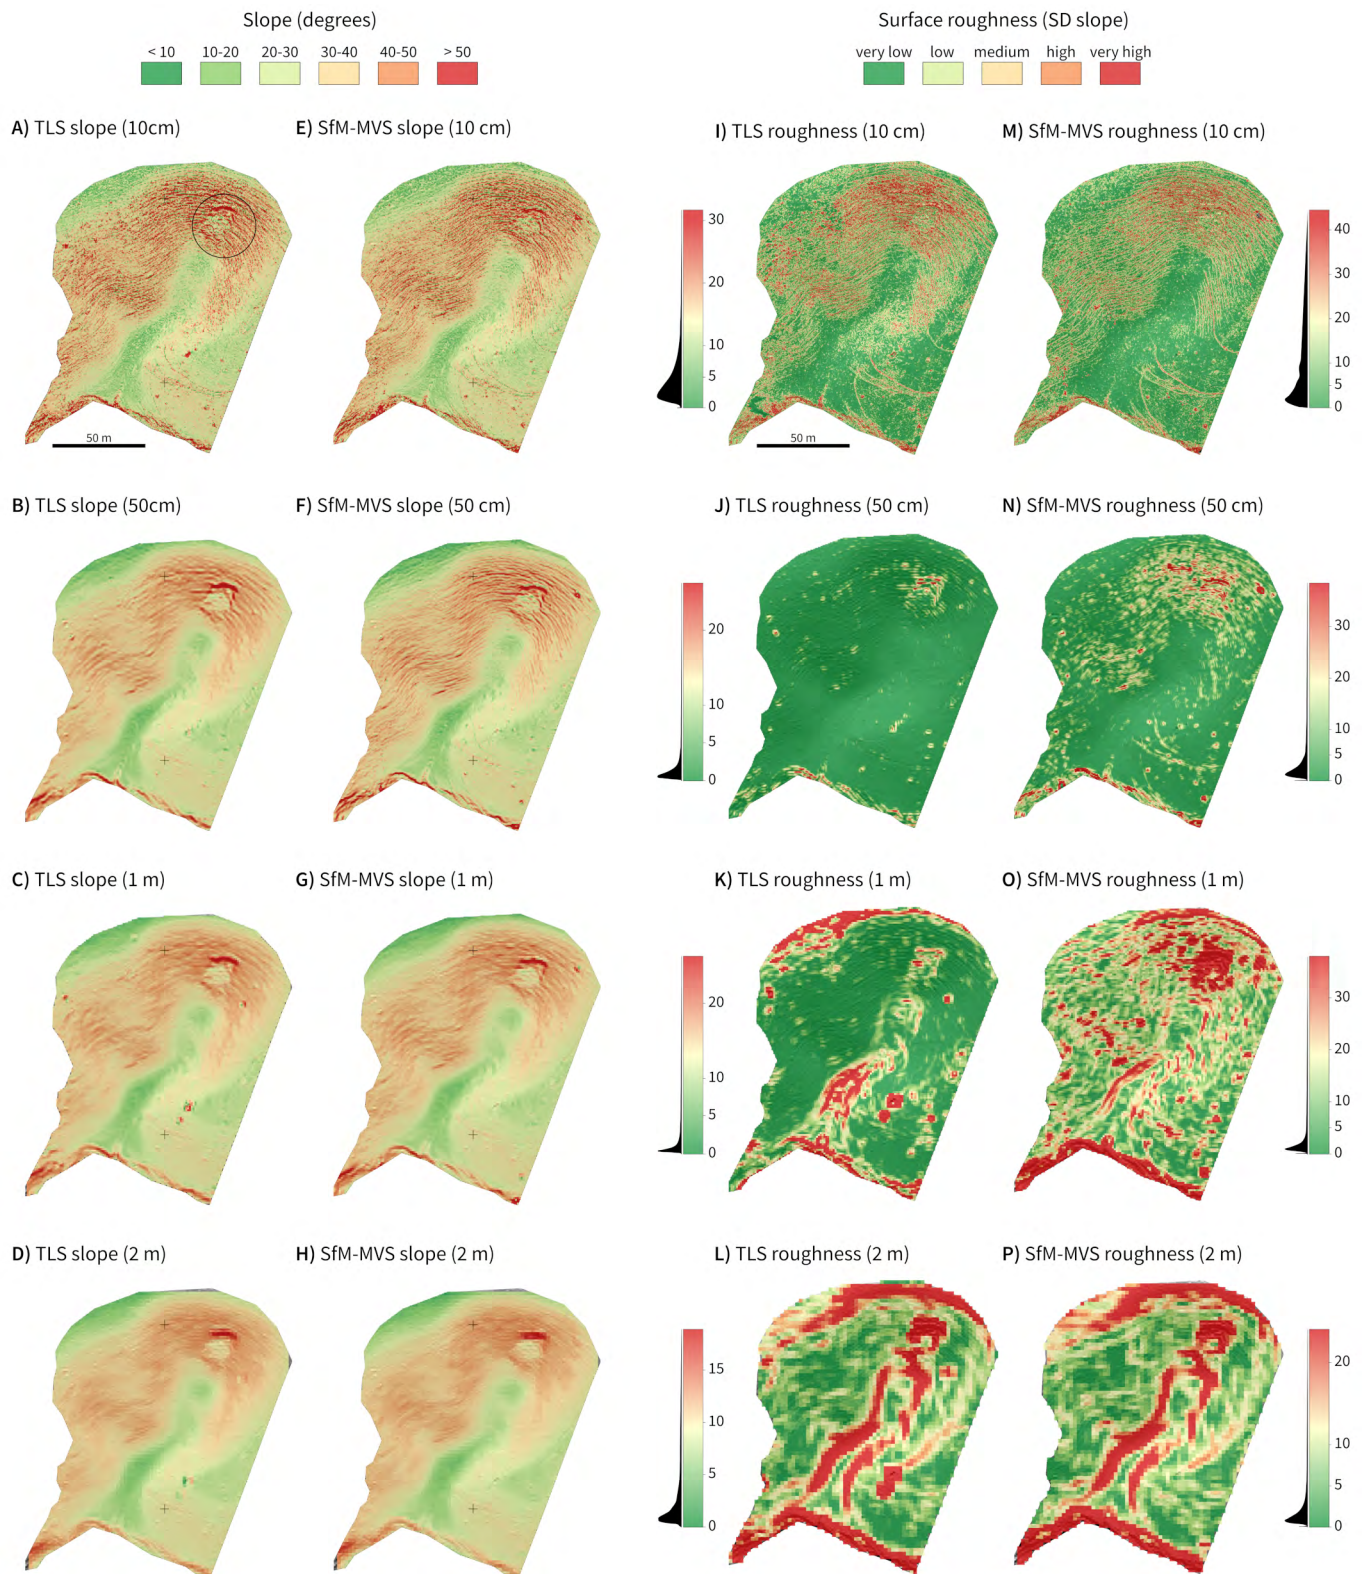 Slope (degrees)
< 10 10-20 20-30 30-40 40-50 > 50
Surface roughness (SD slope)
very low low medium high very high
A) TLS slope (10cm)
E) SfM-MVS slope (10 cm)
I) TLS roughness (10 cm)
M) SfM-MVS roughness (10 cm)
50 m
30
20
10
5
0
50 m
40
30
20
10
5
0
B) TLS slope (50cm)
F) SfM-MVS slope (50 cm)
J) TLS roughness (50 cm)
N) SfM-MVS roughness (50 cm)
20
10
5
0
30
20
10
5
0
C) TLS slope (1 m)
G) SfM-MVS slope (1 m)
K) TLS roughness (1 m)
O) SfM-MVS roughness (1 m)
20
10
5
0
30
20
10
5
0
D) TLS slope (2 m)
H) SfM-MVS slope (2 m)
L) TLS roughness (2 m)
P) SfM-MVS roughness (2 m)
15
10
5
0
20
10
5
0